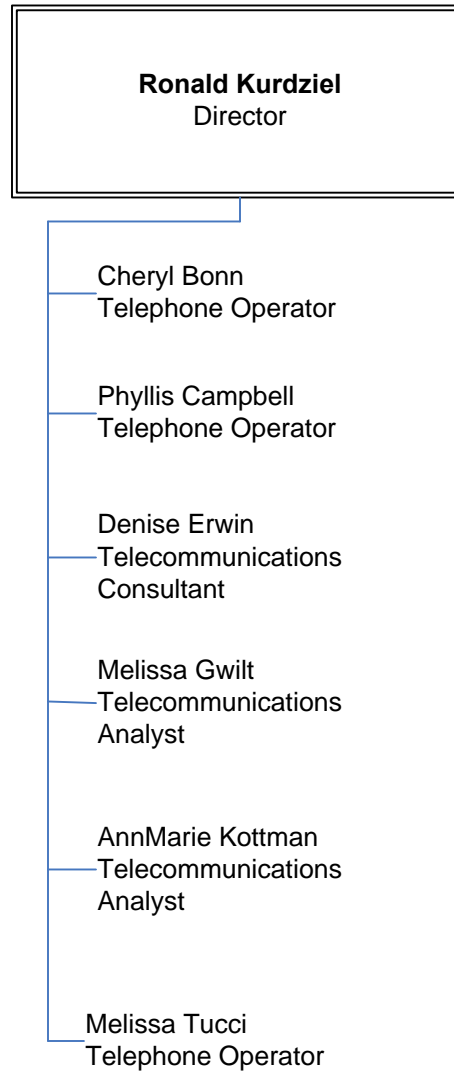 Ronald Kurdziel
Director
Cheryl Bonn
Telephone Operator
Phyllis Campbell
Telephone Operator
Denise Erwin
Telecommunications
Consultant
Melissa Gwilt
Telecommunications
Analyst
AnnMarie Kottman
Telecommunications
Analyst
Melissa Tucci
Telephone Operator